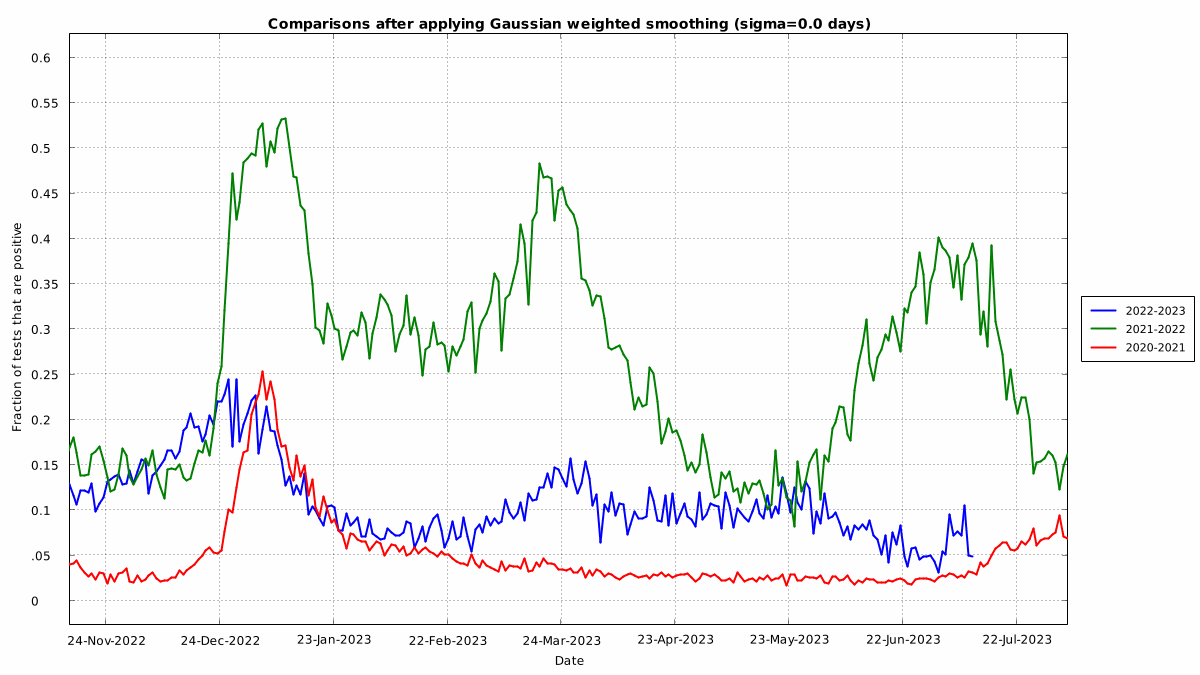 Comparisons after applying Gaussian weighted smoothing (sigma=0.0 days)
0.6
0.55
0.5
0.45
0.4
0.35
0.3
0.25
0.2
0.15
0.1
.05
0
Fraction of tests that are positive
24-Nov-2022
24-Dec-2022
23-Jan-2023
22-Feb-2023
24-Mar-2023
23-Apr-2023
23-May-2023
22-Jun-2023
22-Jul-2023
Date
2022-2023
2021-2022
2020-2021